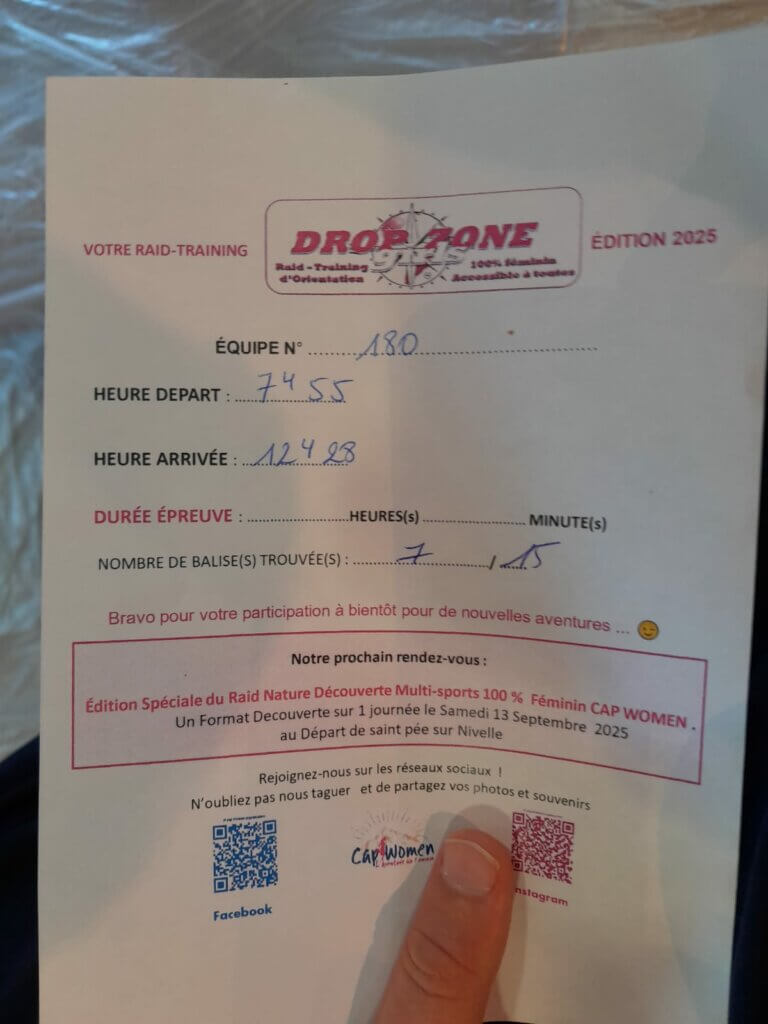 VOTRE RAID-TRAINING
DROP ZONE
girls
Raid - Training
d'Orientation
100% féminin
Accessible à toutes
ÉDITION 2025
ÉQUIPE N° ............180............................................
HEURE DEPART : ....7H55
HEURE ARRIVÉE : ...12H28
DURÉE ÉPREUVE : ........................HEURES(s) ........................ MINUTE(s)
NOMBRE DE BALISE(S) TROUVÉE(S) : ..........7............/.15
Bravo pour votre participation à bientôt pour de nouvelles aventures ... 😉
Notre prochain rendez-vous :
Édition Spéciale du Raid Nature Découverte Multi-sports 100 % Féminin CAP WOMEN .
Un Format Decouverte sur 1 journée le Samedi 13 Septembre 2025
au Départ de saint pée sur Nivelle
Rejoignez-nous sur les réseaux sociaux !
N'oubliez pas nous taguer et de partagez vos photos et souvenirs
Cap Women
Facebook
nstagram